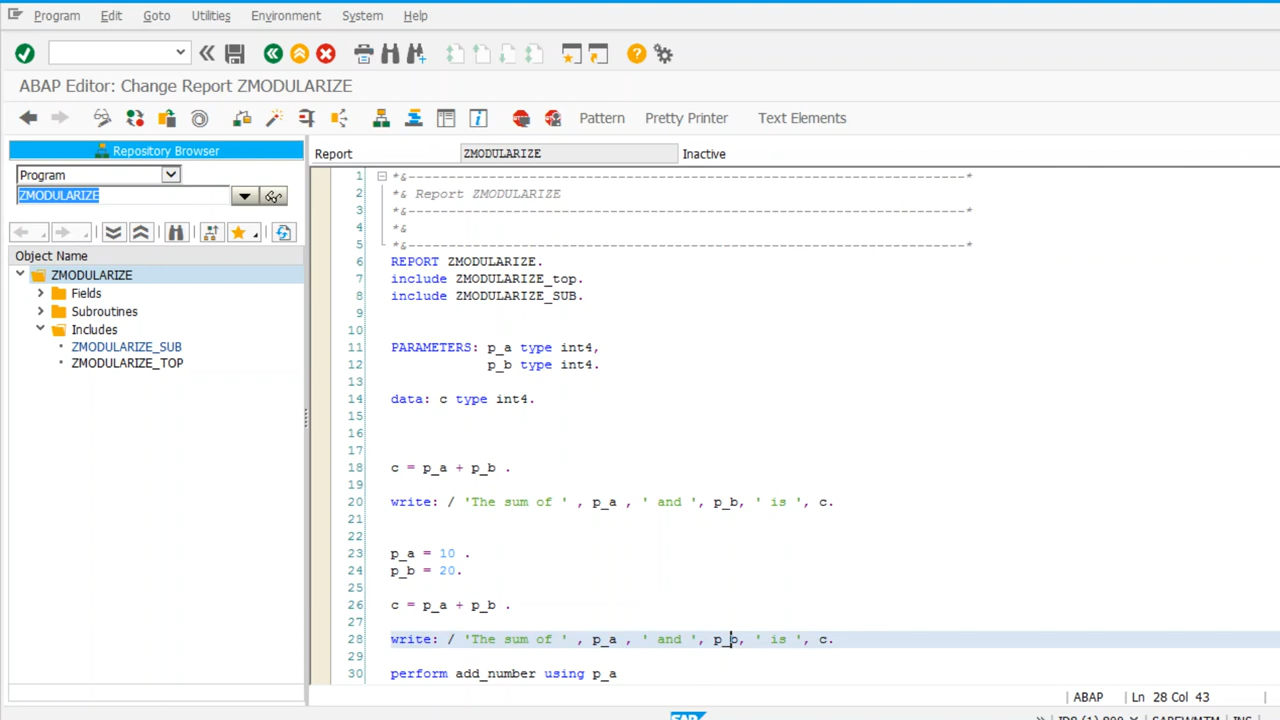 Program Edit Goto Utilities Environment System Help
ABAP Editor: Change Report ZMODULARIZE
Pattern Pretty Printer Text Elements
Repository Browser
Program
ZMODULARIZE
Object Name
ZMODULARIZE
Fields
Subroutines
Includes
ZMODULARIZE_SUB
ZMODULARIZE_TOP
Report ZMODULARIZE Inactive
1 *&---------------------------------------------------------------------*
2 *& Report ZMODULARIZE
3 *&---------------------------------------------------------------------*
4 *&
5 *&---------------------------------------------------------------------*
6 REPORT ZMODULARIZE.
7 include ZMODULARIZE_top.
8 include ZMODULARIZE_SUB.
9
10
11 PARAMETERS: p_a type int4,
12 p_b type int4.
13
14 data: c type int4.
15
16
17
18 c = p_a + p_b .
19
20 write: / 'The sum of ' , p_a , ' and ', p_b, ' is ', c.
21
22
23 p_a = 10 .
24 p_b = 20.
25
26 c = p_a + p_b .
27
28 write: / 'The sum of ' , p_a , ' and ', p_b, ' is ', c.
29
30 perform add_number using p_a
ABAP Ln 28 Col 43
SAP